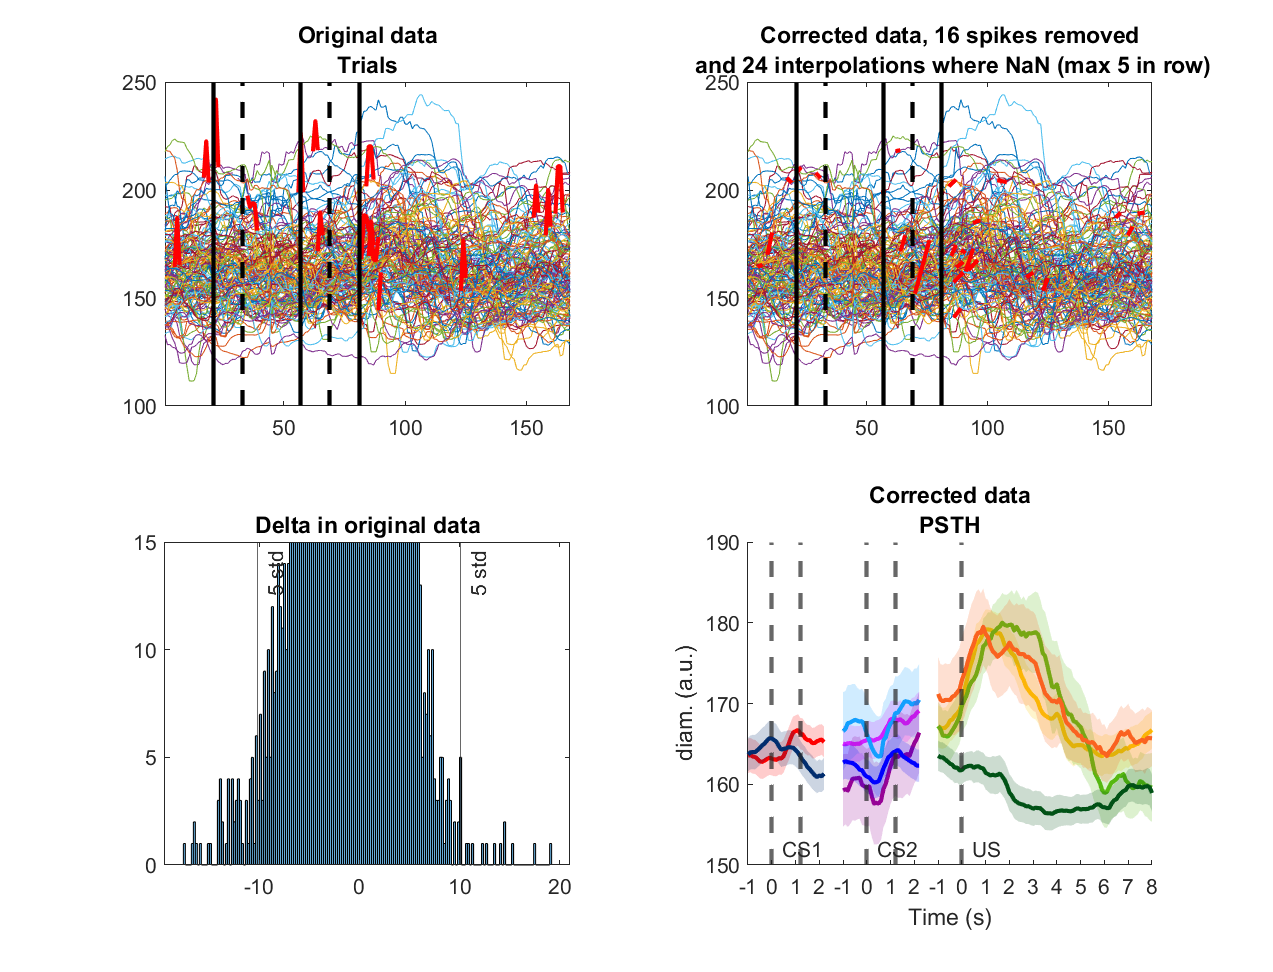 Original data
Trials
250
200
150
100
50
100
150
Corrected data, 16 spikes removed
and 24 interpolations where NaN (max 5 in row)
250
200
150
100
50
100
150
Delta in original data
15
10
5
0
5 std
5 std
-10
0
10
20
Corrected data
PSTH
diam. (a.u.)
190
180
170
160
150
CS1
CS2
US
-1 0 1 2 -1 0 1 2 -1 0 1 2 3 4 5 6 7 8
Time (s)